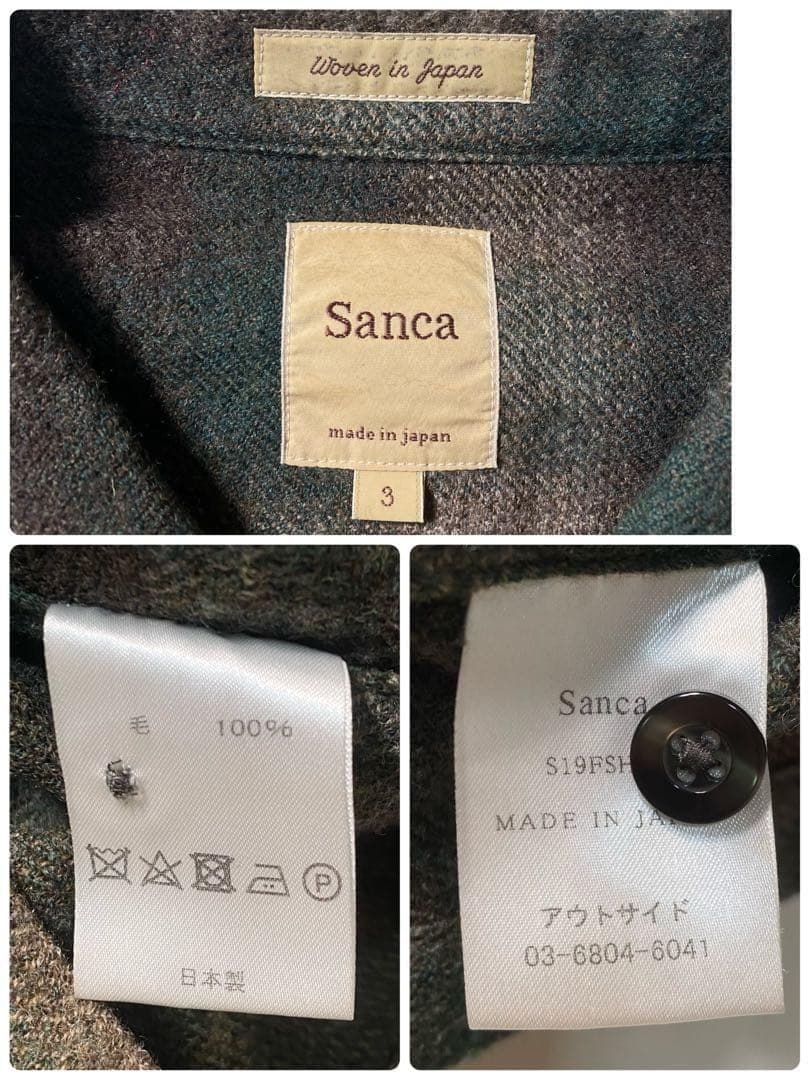 Woven in Japan
Sanca
made in japan
3
毛 100%
P
日本製
Sanca
S19FSH
MADE IN JA
アウトサイド
03-6804-6041